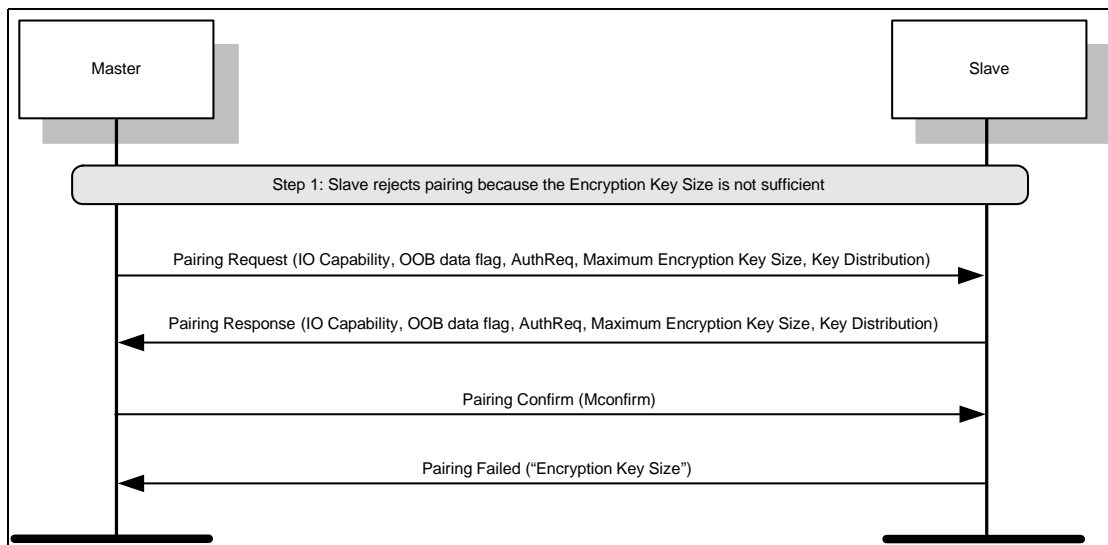 Master
Slave
Step 1: Slave rejects pairing because the Encryption Key Size is not sufficient
Pairing Request (IO Capability, OOB data flag, AuthReq, Maximum Encryption Key Size, Key Distribution)
Pairing Response (IO Capability, OOB data flag, AuthReq, Maximum Encryption Key Size, Key Distribution)
Pairing Confirm (Mconfirm)
Pairing Failed (“Encryption Key Size”)